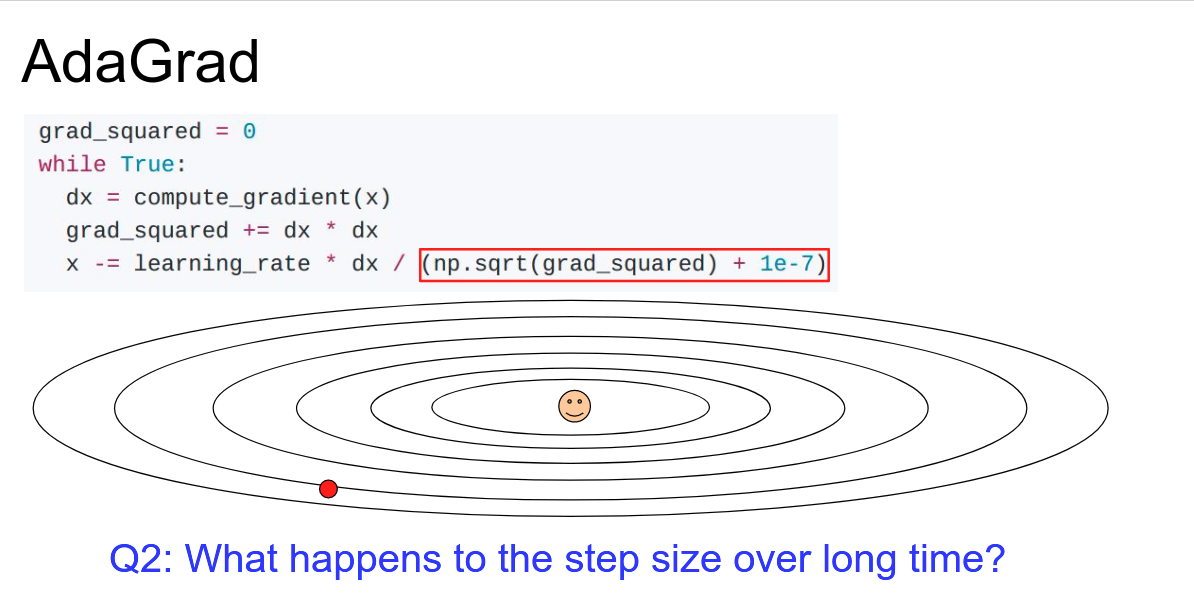 AdaGrad
grad_squared = 0
while True:
dx = compute_gradient(x)
grad_squared += dx * dx
x -= learning_rate * dx / (np.sqrt(grad_squared) + 1e-7)
Q2: What happens to the step size over long time?